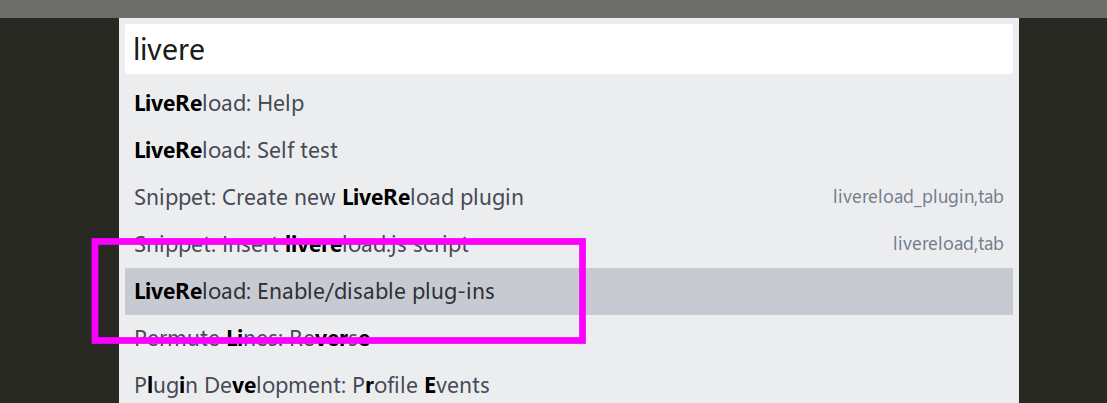 livere
LiveReload: Help
LiveReload: Self test
Snippet: Create new LiveReload plugin livereload_plugin,tab
Snippet: Insert livereload.js script livereload,tab
LiveReload: Enable/disable plug-ins
Permute Lines: Reverse
Plugin Development: Profile Events